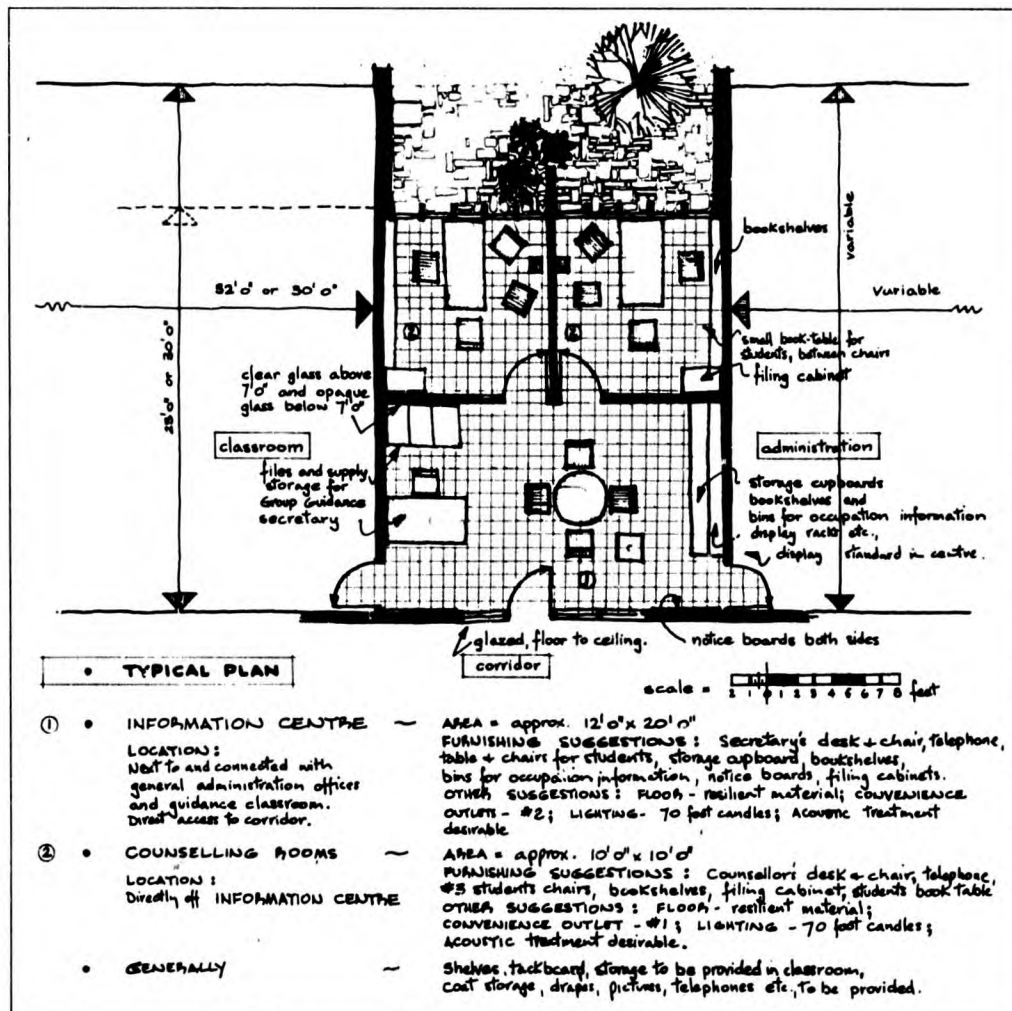 bookshelves
variable
32'0" or 30'0"
variable
25'0" or 30'0"
②
②
small book-table for
students, between chairs
filing cabinet
clear glass above
7'0" and opaque
glass below 7'0"
classroom
administration
files and supply
storage for
Group Guidance
secretary
storage cupboards
bookshelves and
bins for occupation information
display racks etc.,
display standard in centre.
①
glazed, floor to ceiling.
notice boards both sides
corridor
• TYPICAL PLAN
scale = 2 1 0 1 2 3 4 5 6 7 8 feet
① • INFORMATION CENTRE ~ AREA = approx. 12'0" x 20'0"
LOCATION:
Next to and connected with
general administration offices
and guidance classroom.
Direct access to corridor.
FURNISHING SUGGESTIONS: Secretary's desk + chair, telephone,
table + chairs for students, storage cupboard, bookshelves,
bins for occupation information, notice boards, filing cabinets.
OTHER SUGGESTIONS: FLOOR - resilient material; CONVENIENCE
OUTLETS - #2; LIGHTING - 70 foot candles; ACOUSTIC treatment
desirable
② • COUNSELLING ROOMS ~ AREA = approx. 10'0" x 10'0"
LOCATION:
Directly off INFORMATION CENTRE
FURNISHING SUGGESTIONS: Counsellor's desk + chair, telephone,
#3 students chairs, bookshelves, filing cabinet, students book table
OTHER SUGGESTIONS: FLOOR - resilient material;
CONVENIENCE OUTLET - #1; LIGHTING - 70 foot candles;
ACOUSTIC treatment desirable.
• GENERALLY ~ Shelves, tackboard, storage to be provided in classroom,
coat storage, drapes, pictures, telephones etc., to be provided.